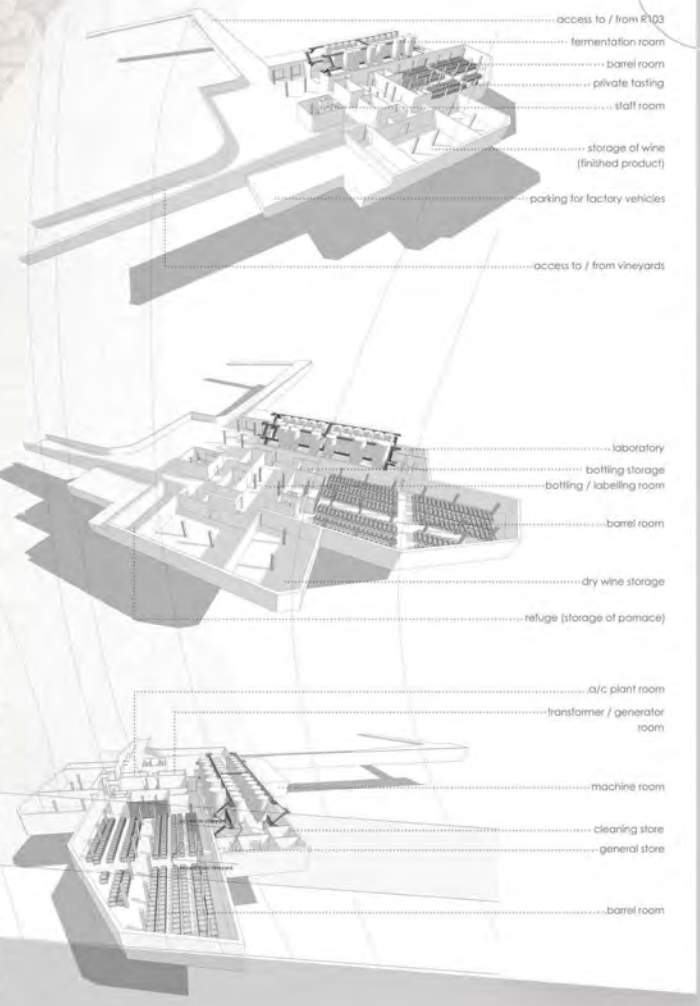 access to / from R103
fermentation room
barrel room
private tasting
staff room
storage of wine
(finished product)
parking for factory vehicles
access to / from vineyards
laboratory
bottling storage
bottling / labelling room
barrel room
dry wine storage
refuge (storage of pomace)
a/c plant room
transformer / generator
room
machine room
cleaning store
general store
barrel room